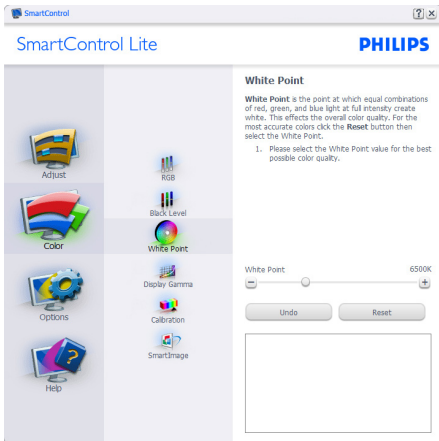 SmartControl
SmartControl Lite
PHILIPS
Adjust
Color
Options
Help
RGB
Black Level
White Point
Display Gamma
Calibration
SmartImage
White Point
White Point is the point at which equal combinations
of red, green, and blue light at full intensity create
white. This effects the overall color quality. For the
most accurate colors click the Reset button then
select the White Point.
1. Please select the White Point value for the best
possible color quality.
White Point 6500K
Undo Reset